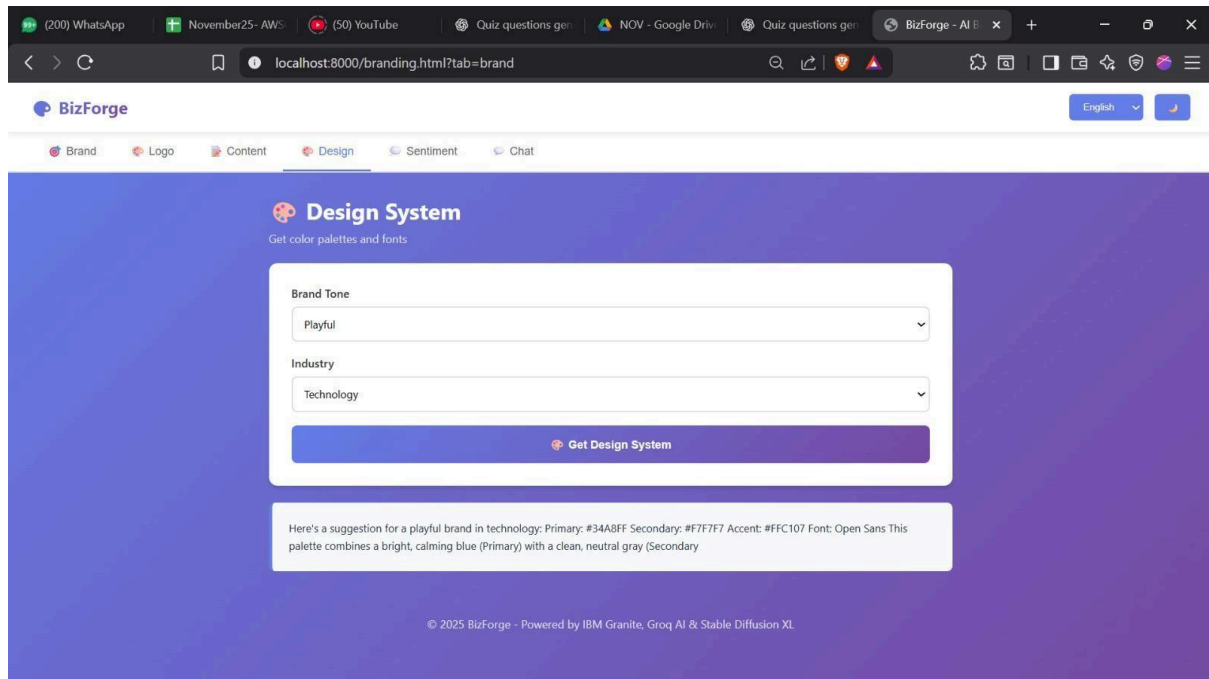 99+ (200) WhatsApp
November25- AWS
(50) YouTube
Quiz questions gen
NOV - Google Drive
Quiz questions gen
BizForge - AI B
localhost:8000/branding.html?tab=brand
BizForge
English
Brand
Logo
Content
Design
Sentiment
Chat
Design System
Get color palettes and fonts
Brand Tone
Playful
Industry
Technology
Get Design System
Here's a suggestion for a playful brand in technology: Primary: #34A8FF Secondary: #F7F7F7 Accent: #FFC107 Font: Open Sans This
palette combines a bright, calming blue (Primary) with a clean, neutral gray (Secondary
© 2025 BizForge - Powered by IBM Granite, Groq AI & Stable Diffusion XL